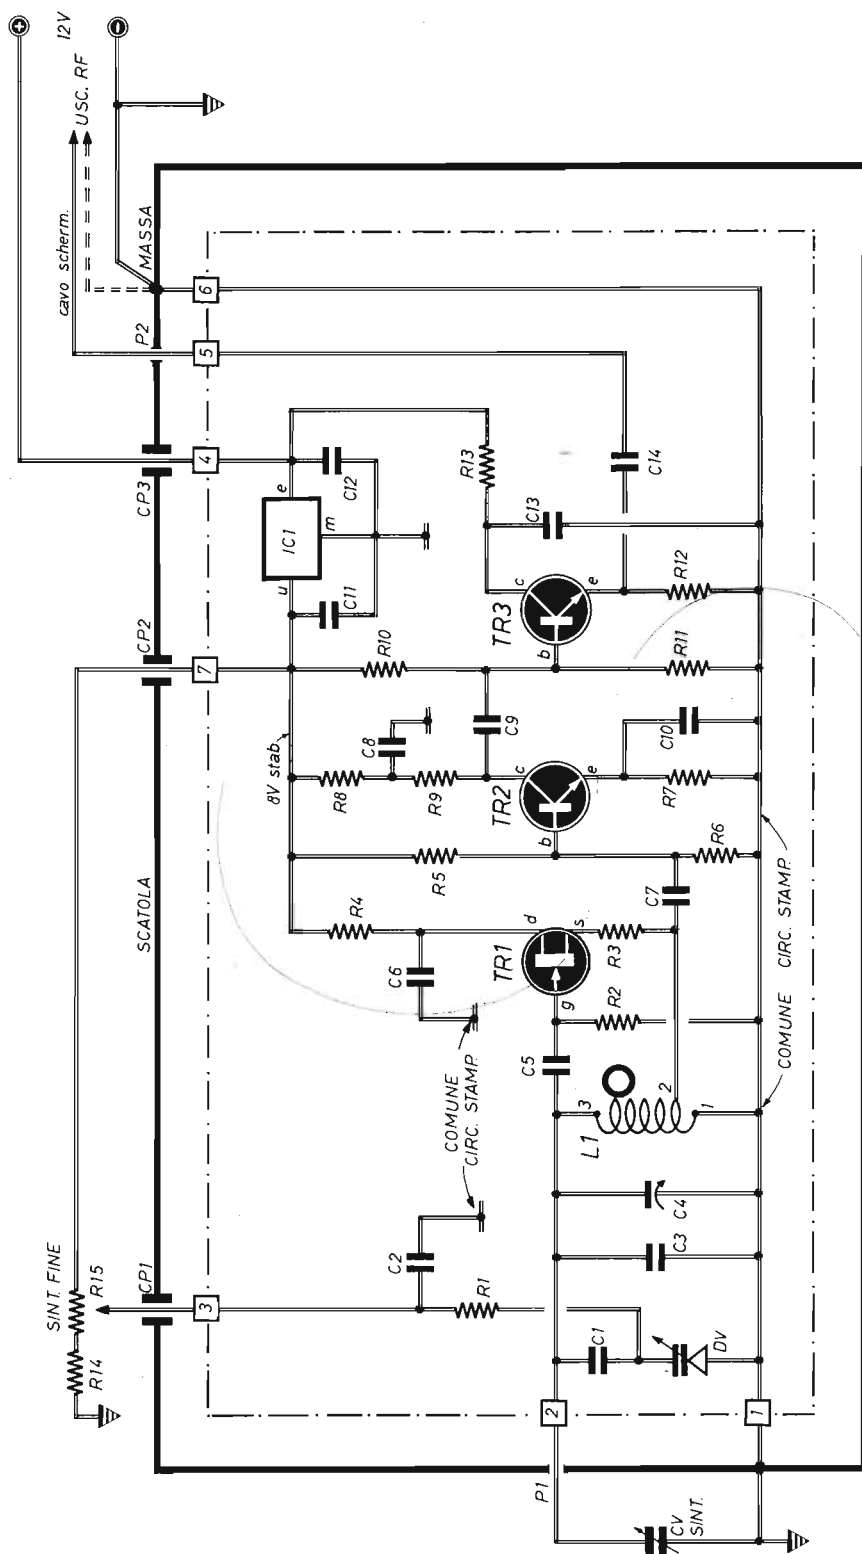 SINT. FINE
R14
R15
CP1
SCATOLA
CP2
CP3
P2
MASSA
cavo scherm.
USC. RF
12V
+
-
3
7
4
5
6
8V stab.
u
IC1
e
m
C11
C12
R4
R5
R8
C8
R9
R10
R13
C2
R1
C6
C9
C13
C14
COMUNE
CIRC. STAMP.
TR1
g
d
s
TR2
b
c
e
TR3
b
c
e
P1
2
C1
DV
C3
C4
L1
3
2
1
C5
R2
R3
C7
R6
R7
C10
R11
R12
1
CV
SINT.
COMUNE CIRC. STAMP.